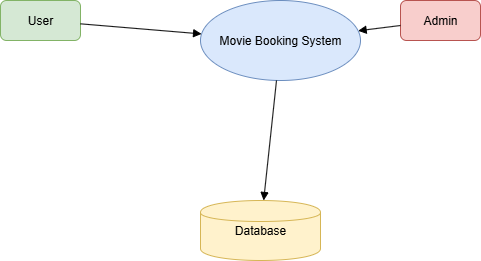 User
Movie Booking System
Admin
Database